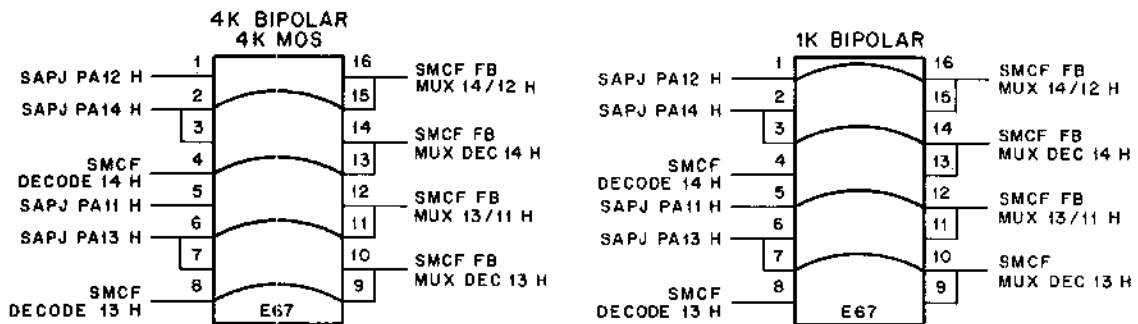 4K BIPOLAR
4K MOS
1
16
SAPJ PA12 H
SMCF FB
MUX 14/12 H
2
15
SAPJ PA14 H
3
14
SMCF FB
MUX DEC 14 H
4
13
SMCF
DECODE 14 H
5
12
SAPJ PA11 H
SMCF FB
MUX 13/11 H
6
11
SAPJ PA13 H
7
10
SMCF FB
MUX DEC 13 H
8
9
SMCF
DECODE 13 H
E67
1K BIPOLAR
1
16
SAPJ PA12 H
SMCF FB
MUX 14/12 H
2
15
SAPJ PA14 H
3
14
SMCF FB
MUX DEC 14 H
4
13
SMCF
DECODE 14 H
5
12
SAPJ PA11 H
SMCF FB
MUX 13/11 H
6
11
SAPJ PA13 H
7
10
SMCF
MUX DEC 13 H
8
9
SMCF
DECODE 13 H
E67